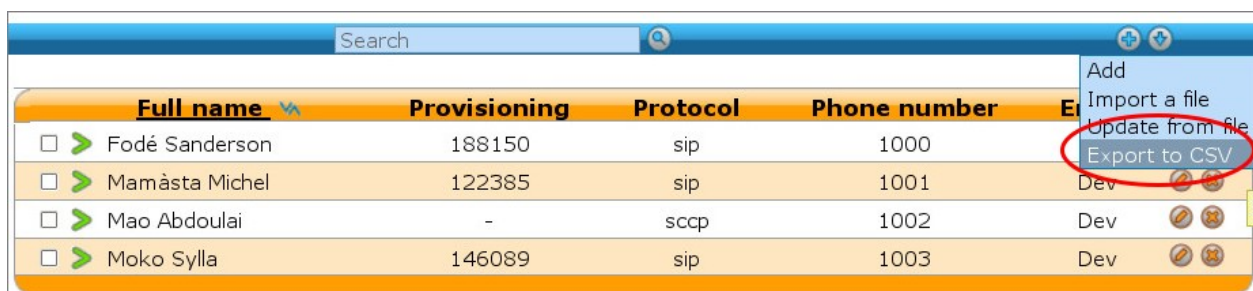 Search
Add
Import a file
Update from file
Export to CSV
Full name Provisioning Protocol Phone number
Fodé Sanderson 188150 sip 1000
Mamàsta Michel 122385 sip 1001 Dev
Mao Abdoulai - sccp 1002 Dev
Moko Sylla 146089 sip 1003 Dev